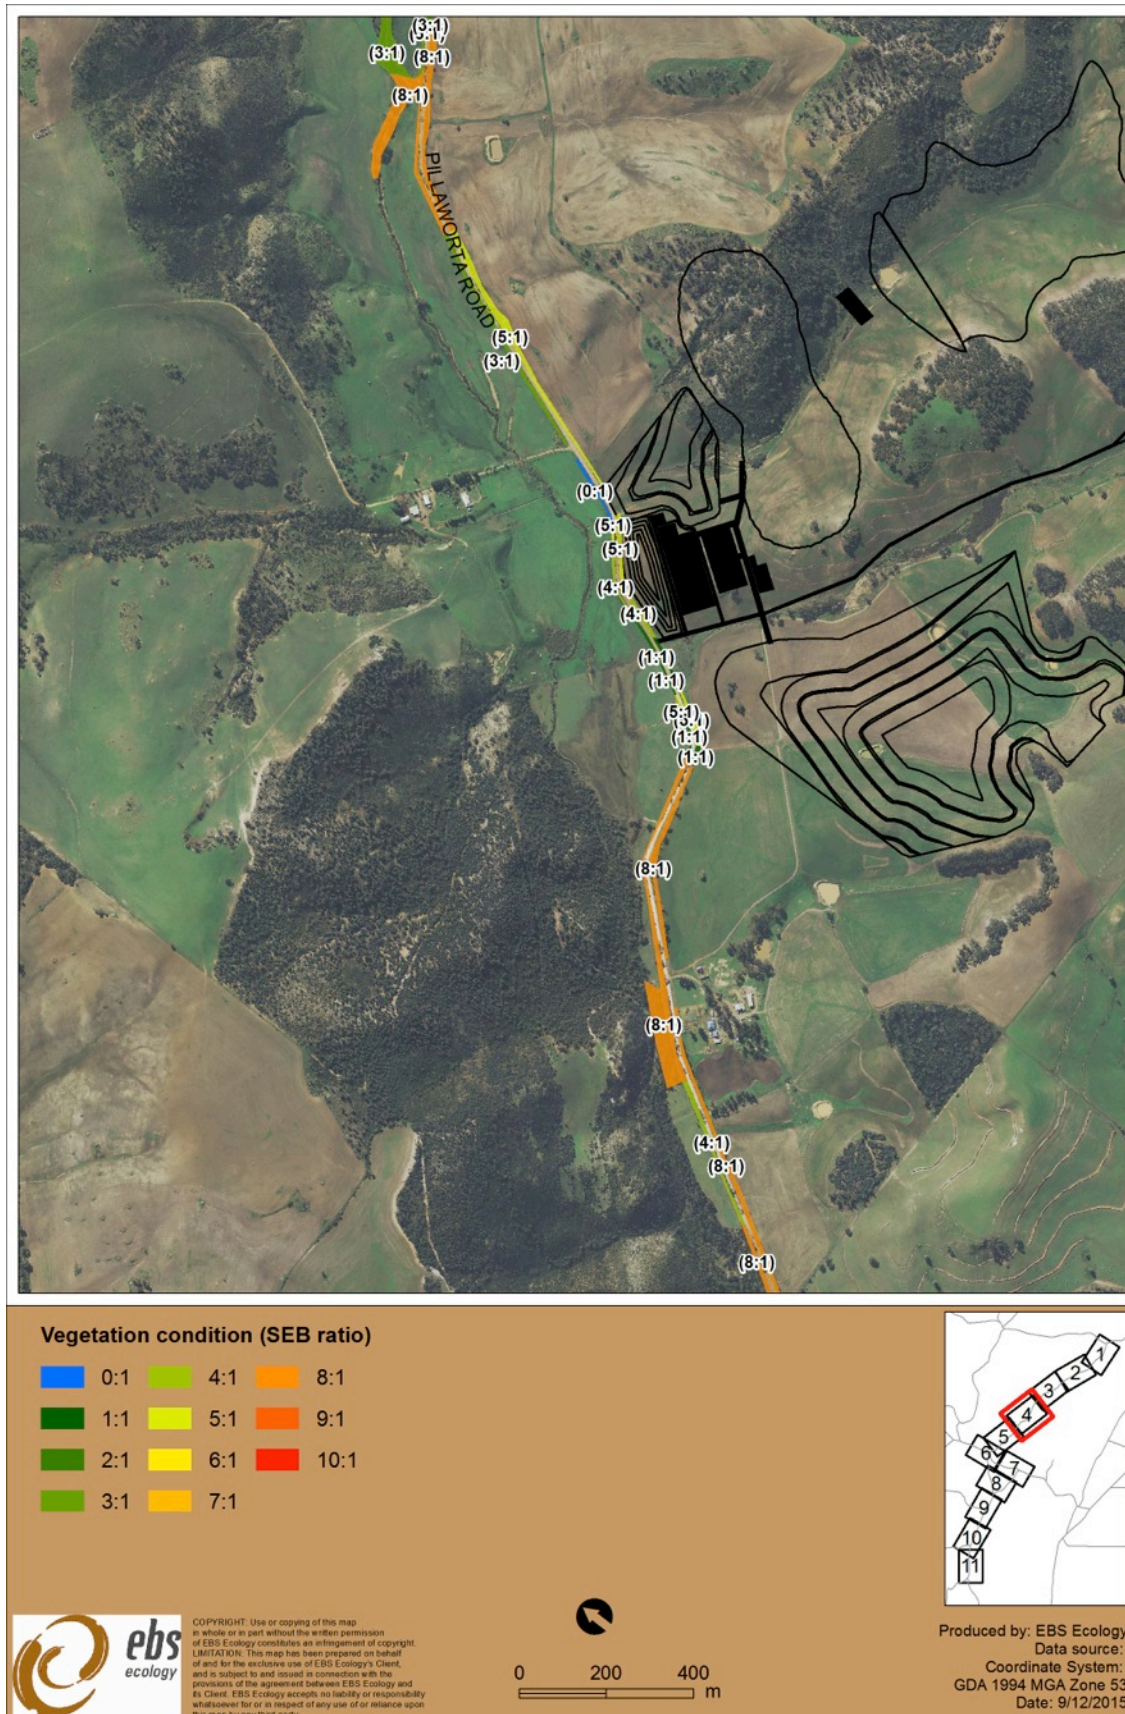 (3:1)
(3:1)
(8:1)
(8:1)
PILLAWORTA ROAD
(5:1)
(3:1)
(0:1)
(5:1)
(5:1)
(4:1)
(4:1)
(1:1)
(1:1)
(5:1)
(1:1)
(1:1)
(8:1)
(8:1)
(4:1)
(8:1)
(8:1)
Vegetation condition (SEB ratio)
0:1 4:1 8:1
1:1 5:1 9:1
2:1 6:1 10:1
3:1 7:1
1
2
3
4
5
6
7
8
9
10
11
ebs
ecology
COPYRIGHT: Use or copying of this map
in whole or in part without the written permission
of EBS Ecology constitutes an infringement of copyright.
LIMITATION: This map has been prepared on behalf
of and for the exclusive use of EBS Ecology's Client,
and is subject to and issued in connection with the
provisions of the agreement between EBS Ecology and
its Client. EBS Ecology accepts no liability or responsibility
whatsoever for or in respect of any use of or reliance upon
this map by any third party.
0 200 400
m
Produced by: EBS Ecology
Data source:
Coordinate System:
GDA 1994 MGA Zone 53
Date: 9/12/2015